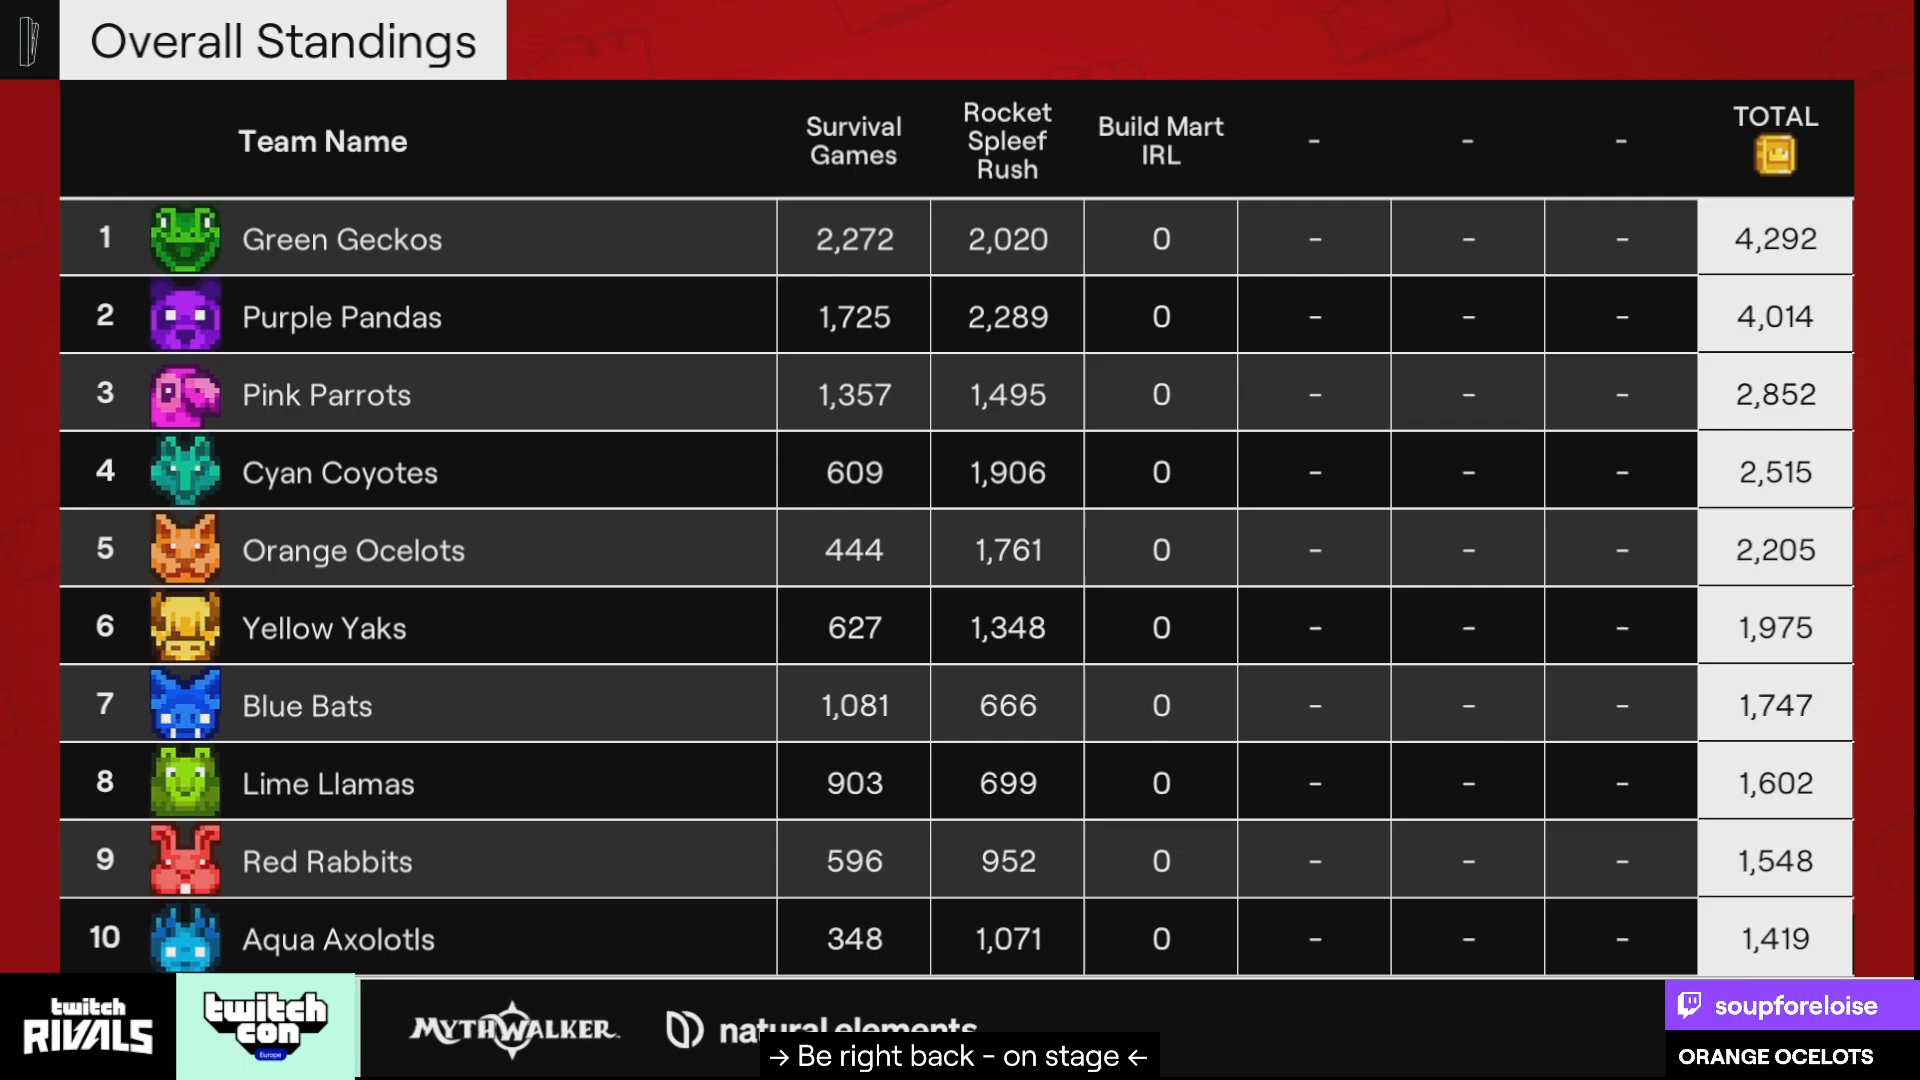 Overall Standings
Team Name Survival Games Rocket Spleef Rush Build Mart IRL - - - TOTAL
1 Green Geckos 2,272 2,020 0 - - - 4,292
2 Purple Pandas 1,725 2,289 0 - - - 4,014
3 Pink Parrots 1,357 1,495 0 - - - 2,852
4 Cyan Coyotes 609 1,906 0 - - - 2,515
5 Orange Ocelots 444 1,761 0 - - - 2,205
6 Yellow Yaks 627 1,348 0 - - - 1,975
7 Blue Bats 1,081 666 0 - - - 1,747
8 Lime Llamas 903 699 0 - - - 1,602
9 Red Rabbits 596 952 0 - - - 1,548
10 Aqua Axolotls 348 1,071 0 - - - 1,419
twitch
RIVALS
twitch
con
Europe
MYTHWALKER
natural elements
→ Be right back - on stage ←
soupforeloise
ORANGE OCELOTS